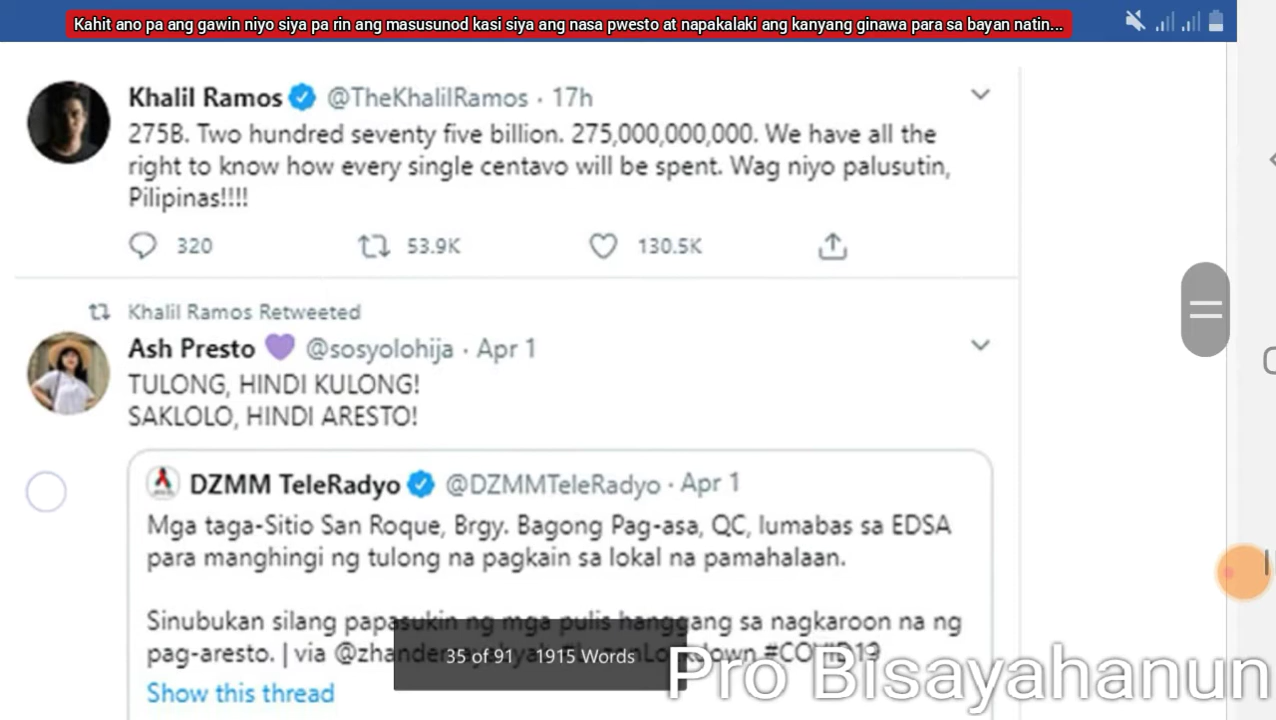 Kahit ano pa ang gawin niyo siya pa rin ang masusunod kasi siya ang nasa pwesto at napakalaki ang kanyang ginawa para sa bayan natin...
Khalil Ramos @TheKhalilRamos · 17h
275B. Two hundred seventy five billion. 275,000,000,000. We have all the
right to know how every single centavo will be spent. Wag niyo palusutin,
Pilipinas!!!!
320 53.9K 130.5K
Khalil Ramos Retweeted
Ash Presto 💜 @sosyolohija · Apr 1
TULONG, HINDI KULONG!
SAKLOLO, HINDI ARESTO!
DZMM TeleRadyo @DZMMTeleRadyo · Apr 1
Mga taga-Sitio San Roque, Brgy. Bagong Pag-asa, QC, lumabas sa EDSA
para manghingi ng tulong na pagkain sa lokal na pamahalaan.
Sinubukan silang papasukin ng mga pulis hanggang sa nagkaroon na ng
pag-aresto. | via #COVID19
Show this thread
35 of 91 1915 Words
Pro Bisayahanun